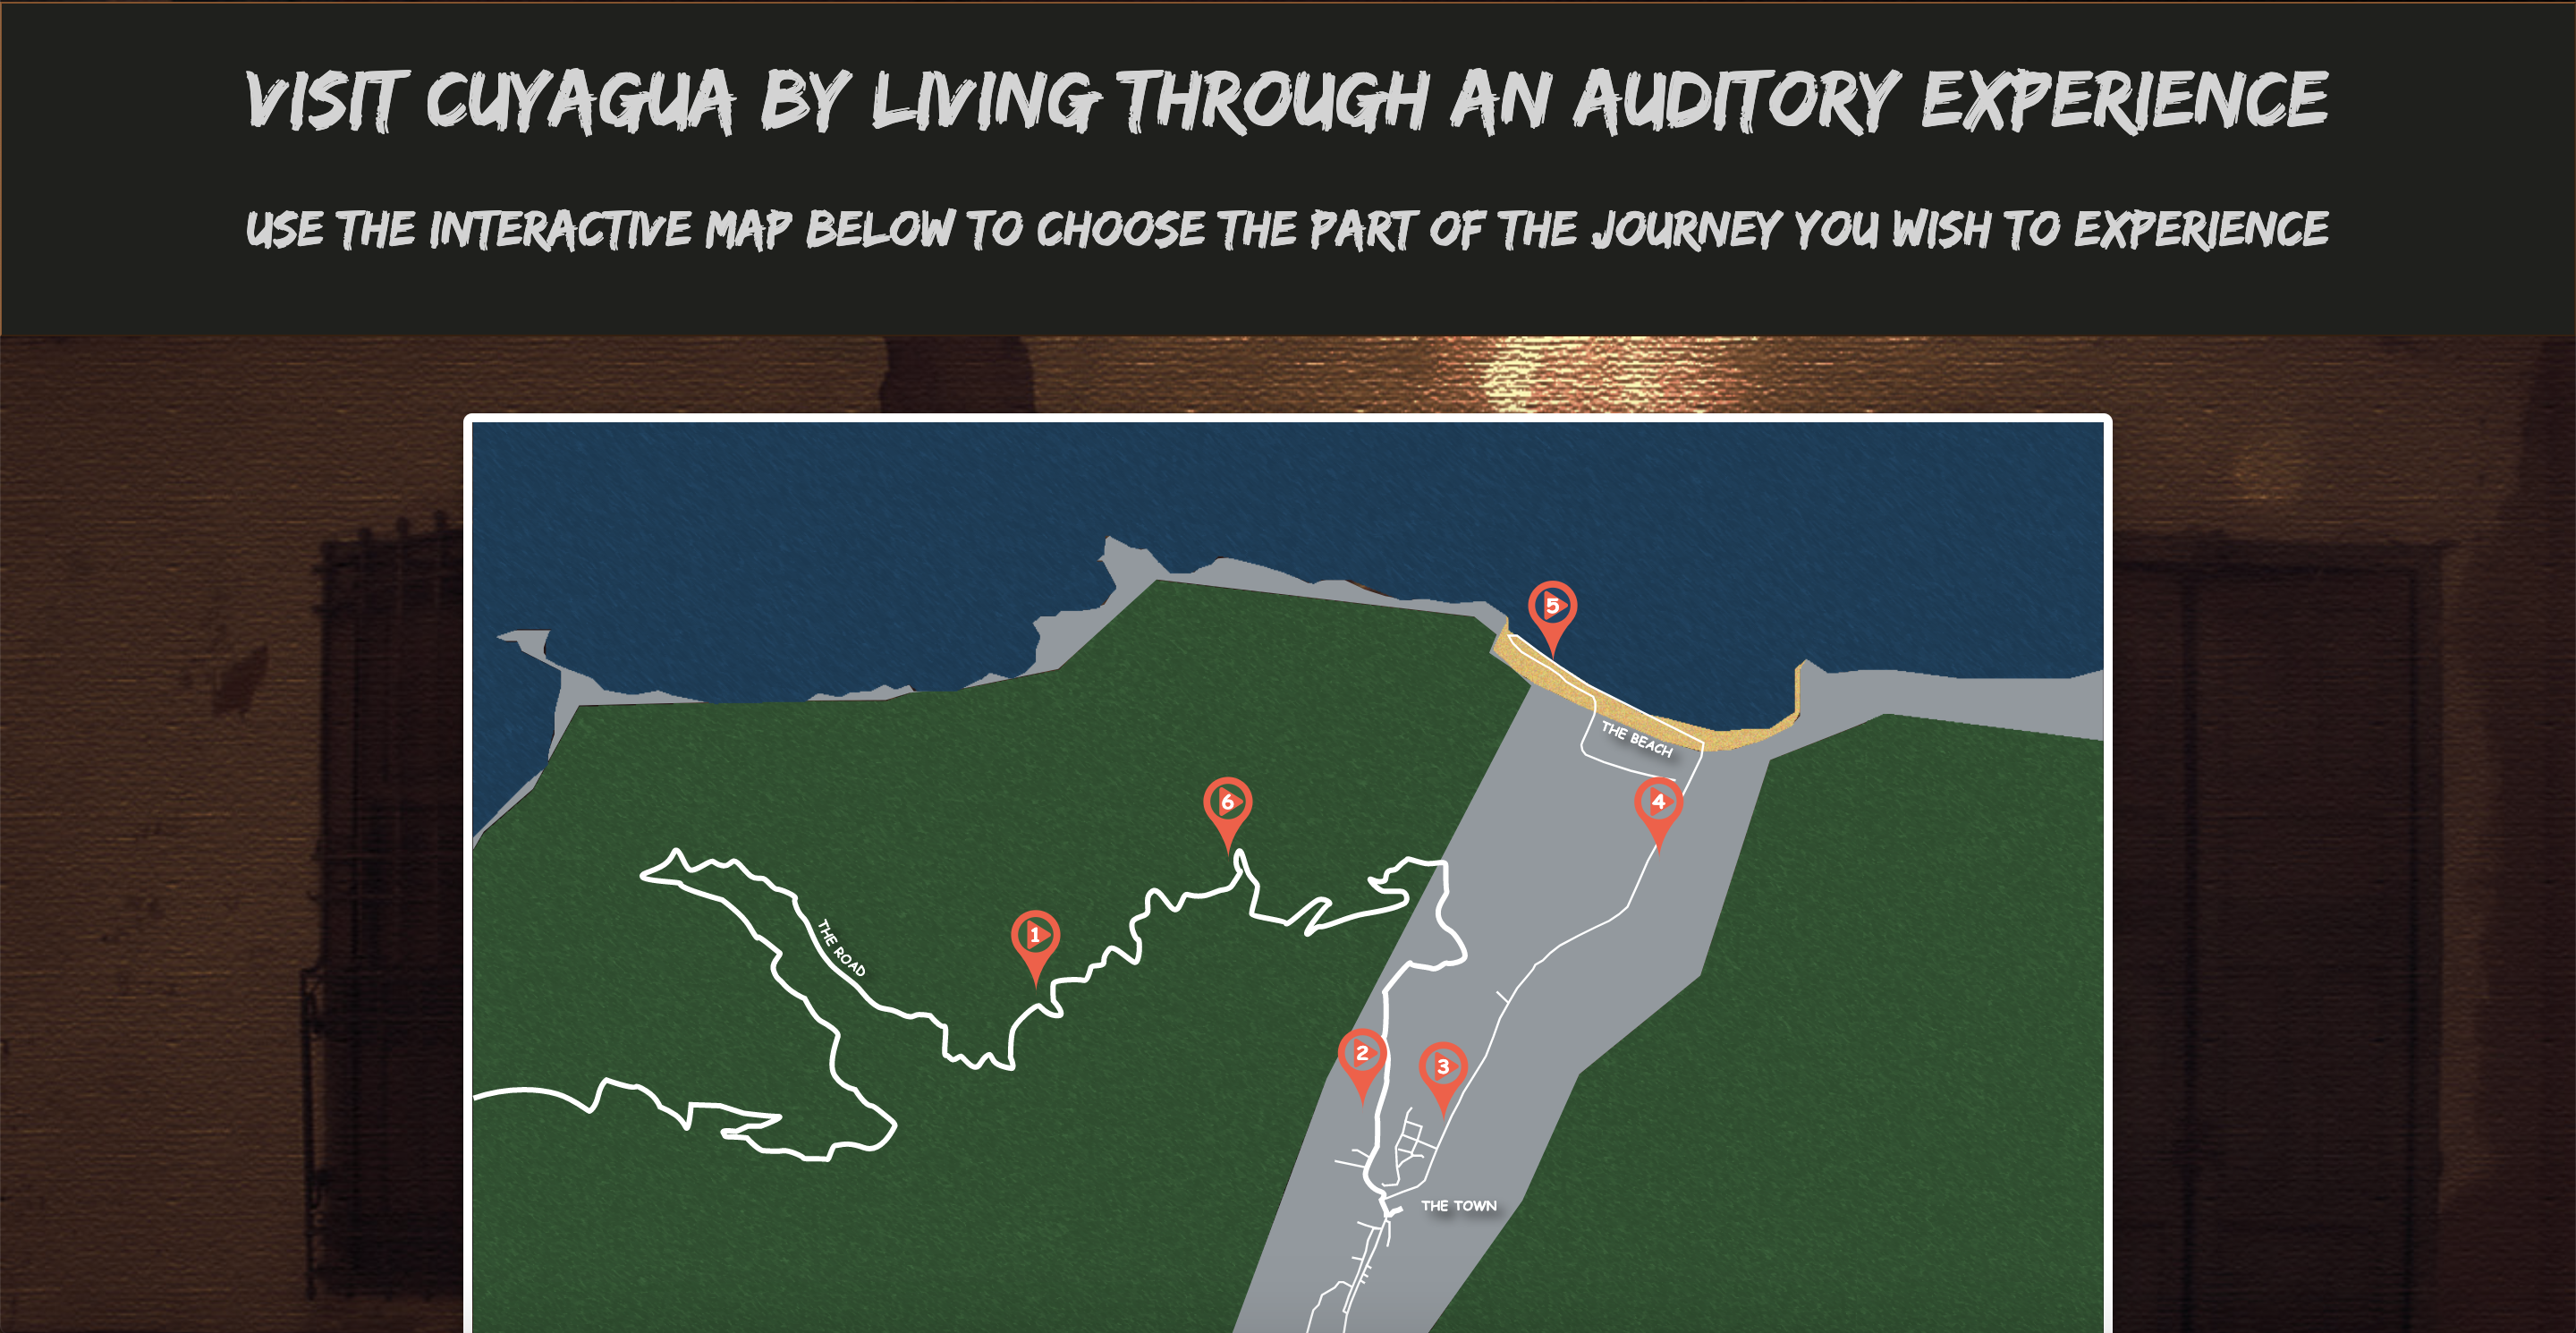 VISIT CUYAGUA BY LIVING THROUGH AN AUDITORY EXPERIENCE
USE THE INTERACTIVE MAP BELOW TO CHOOSE THE PART OF THE JOURNEY YOU WISH TO EXPERIENCE
5
THE BEACH
6
4
1
THE ROAD
2
3
THE TOWN